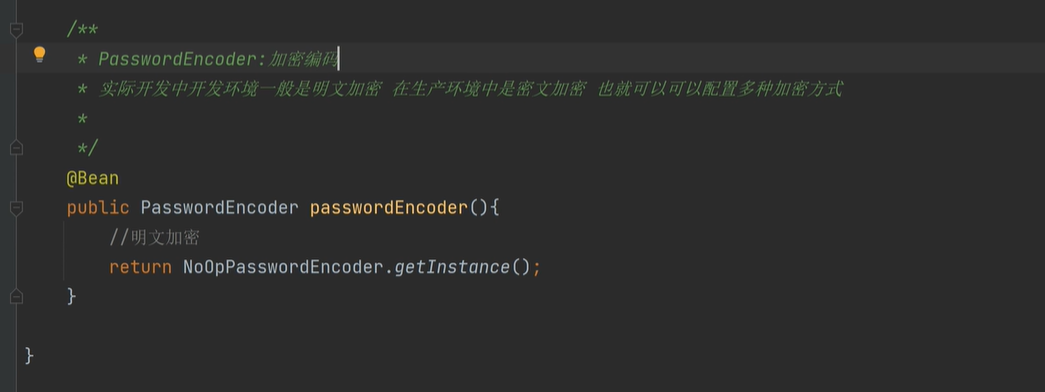 /**
* PasswordEncoder:加密编码
* 实际开发中开发环境一般是明文加密 在生产环境中是密文加密 也就可以可以配置多种加密方式
*
*/
@Bean
public PasswordEncoder passwordEncoder(){
//明文加密
return NoOpPasswordEncoder.getInstance();
}
}